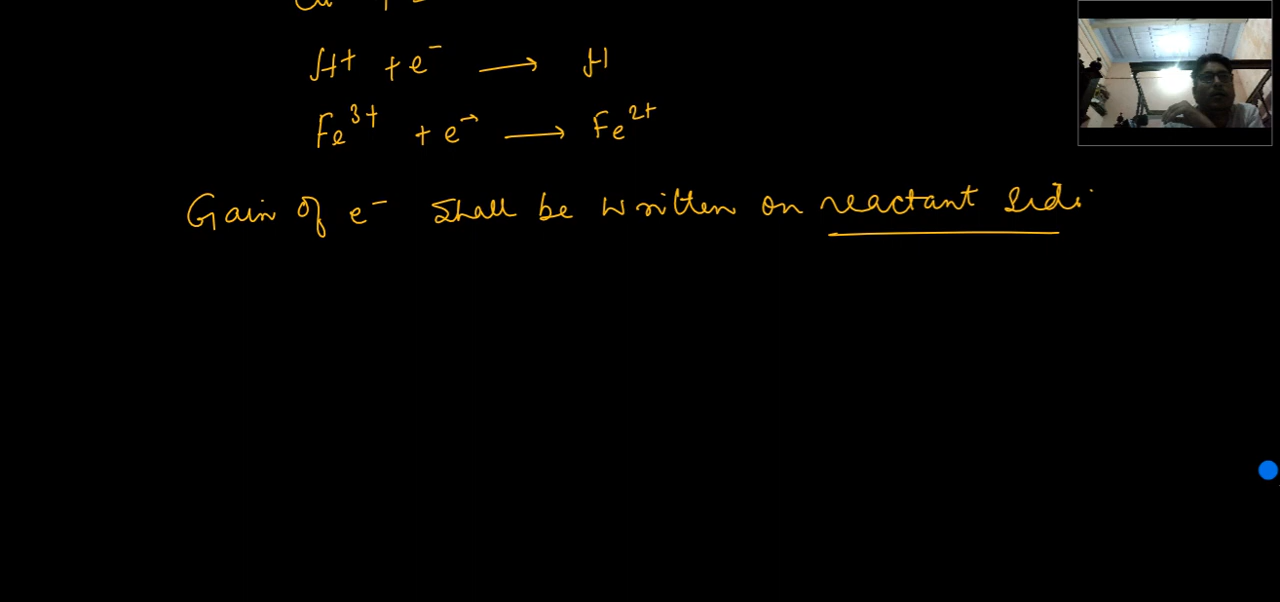 H+ + e⁻ ⟶ H
Fe³⁺ + e⁻ ⟶ Fe²⁺
Gain of e⁻ shall be written on reactant side